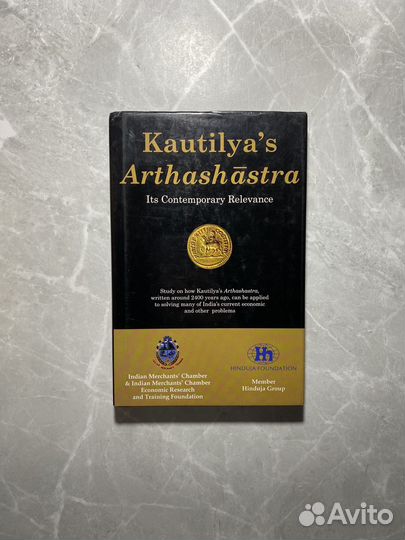 Kautilya's
Arthashāstra
Its Contemporary Relevance
Study on how Kautilya's Arthashastra,
written around 2400 years ago, can be applied
to solving many of India's current economic
and other problems
Indian Merchants' Chamber
& Indian Merchants' Chamber
Economic Research
and Training Foundation
HINDUJA FOUNDATION
Member
Hinduja Group
Avito